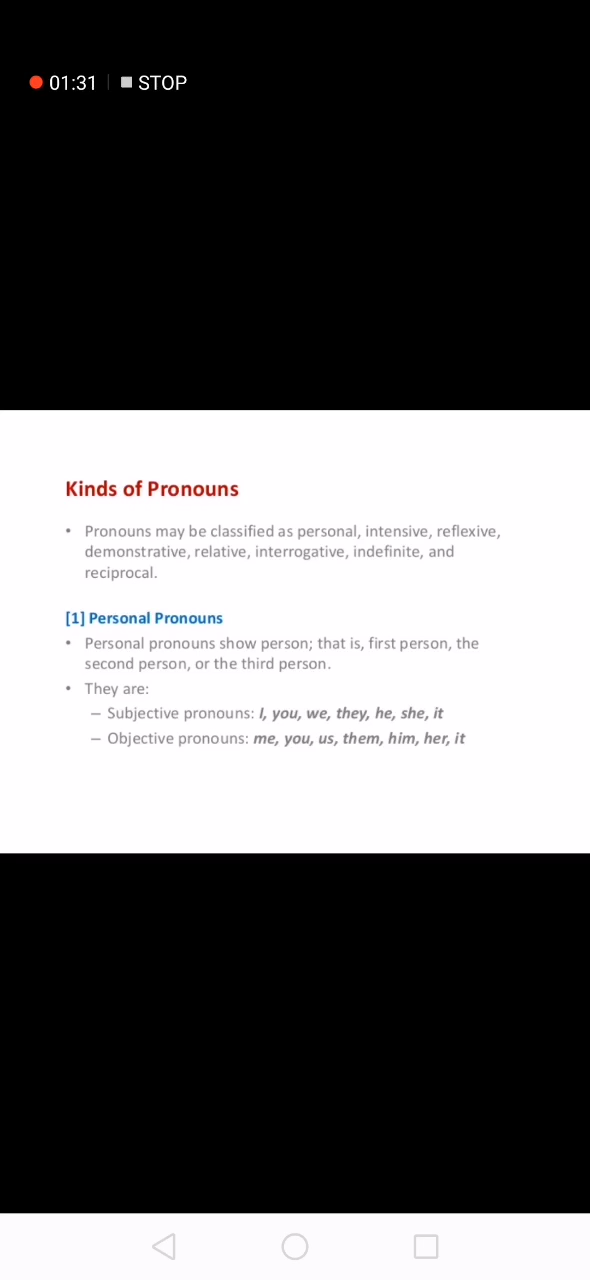 01:31 STOP
Kinds of Pronouns
• Pronouns may be classified as personal, intensive, reflexive,
demonstrative, relative, interrogative, indefinite, and
reciprocal.
[1] Personal Pronouns
• Personal pronouns show person; that is, first person, the
second person, or the third person.
• They are:
– Subjective pronouns: I, you, we, they, he, she, it
– Objective pronouns: me, you, us, them, him, her, it